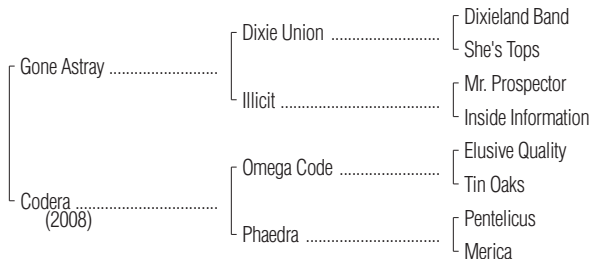 Dixieland Band
Dixie Union ......................................
She's Tops
Gone Astray .....................................
Mr. Prospector
Illicit ......................................................
Inside Information
Elusive Quality
Omega Code ..................................
Tin Oaks
Codera ................................................
(2008)
Pentelicus
Phaedra .............................................
Merica